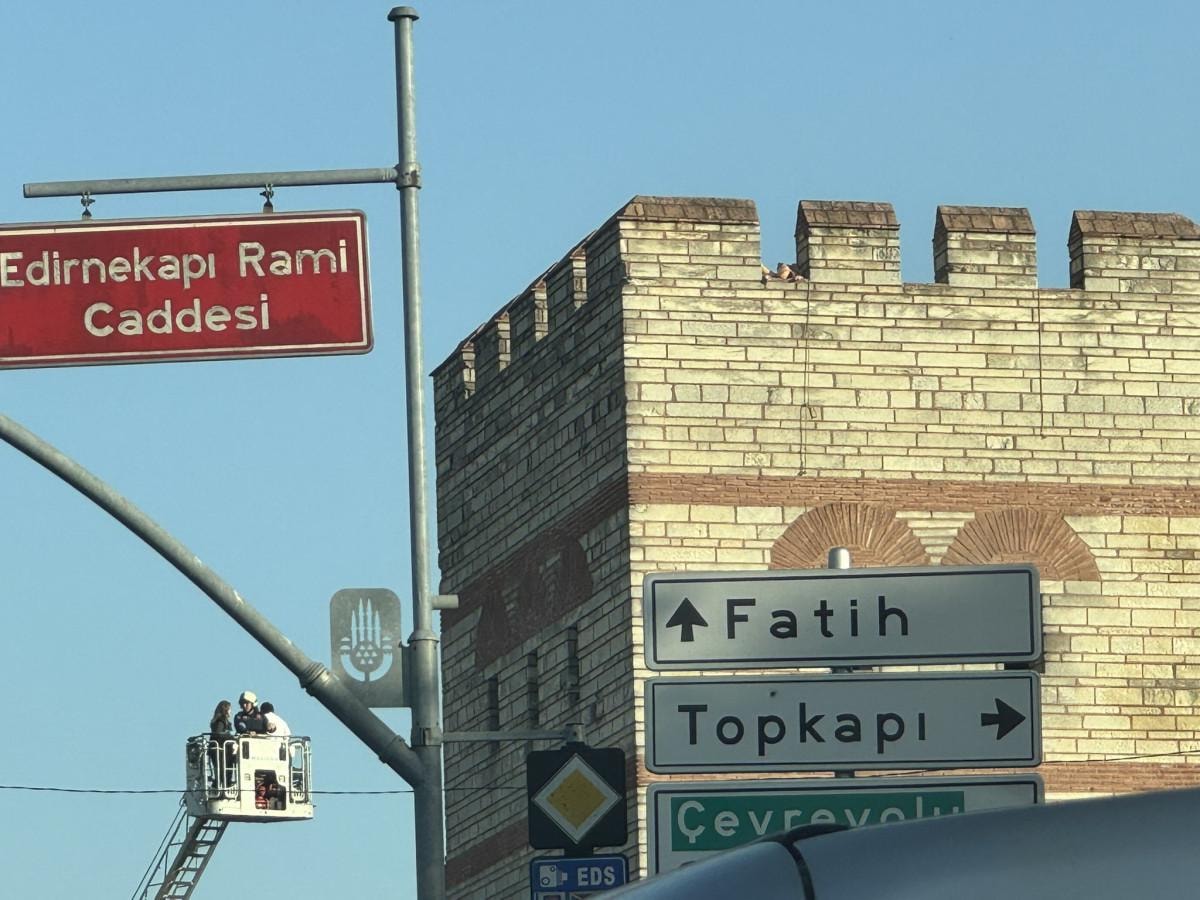 Edirnekapı Rami
Caddesi
Fatih
Topkapı
Çevreyolu
EDS